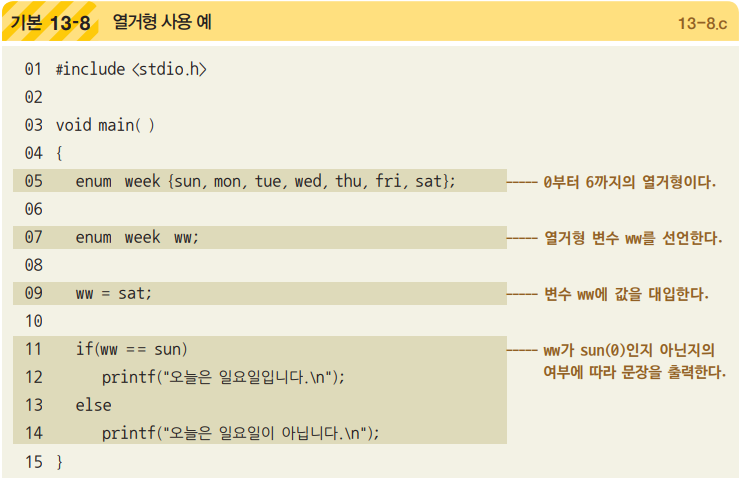 기본 13-8 열거형 사용 예 13-8.c
01 #include <stdio.h>
02
03 void main( )
04 {
05 enum week {sun, mon, tue, wed, thu, fri, sat}; 0부터 6까지의 열거형이다.
06
07 enum week ww; 열거형 변수 ww를 선언한다.
08
09 ww = sat; 변수 ww에 값을 대입한다.
10
11 if(ww == sun) ww가 sun(0)인지 아닌지의
12 printf("오늘은 일요일입니다.\n"); 여부에 따라 문장을 출력한다.
13 else
14 printf("오늘은 일요일이 아닙니다.\n");
15 }